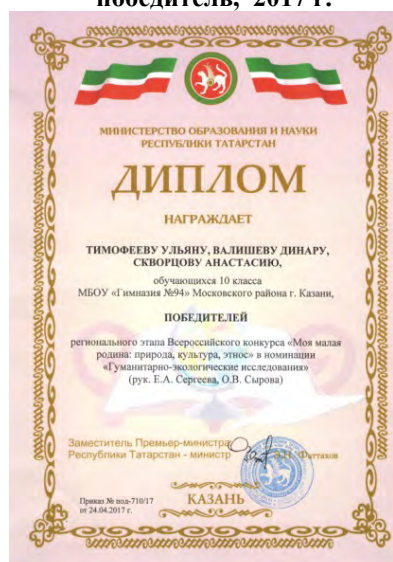 победитель, 2017 г.
МИНИСТЕРСТВО ОБРАЗОВАНИЯ И НАУКИ
РЕСПУБЛИКИ ТАТАРСТАН
ДИПЛОМ
НАГРАЖДАЕТ
ТИМОФЕЕВУ УЛЬЯНУ, ВАЛИШЕВУ ДИНАРУ,
СКВОРЦОВУ АНАСТАСИЮ,
обучающихся 10 класса
МБОУ «Гимназия №94» Московского района г. Казани,
ПОБЕДИТЕЛЕЙ
регионального этапа Всероссийского конкурса «Моя малая
родина: природа, культура, этнос» в номинации
«Гуманитарно-экологические исследования»
(рук. Е.А. Сергеева, О.В. Сырова)
Заместитель Премьер-министра
Республики Татарстан - министр
Фаттахов
Приказ № под-710/17
от 24.04.2017 г.
КАЗАНЬ